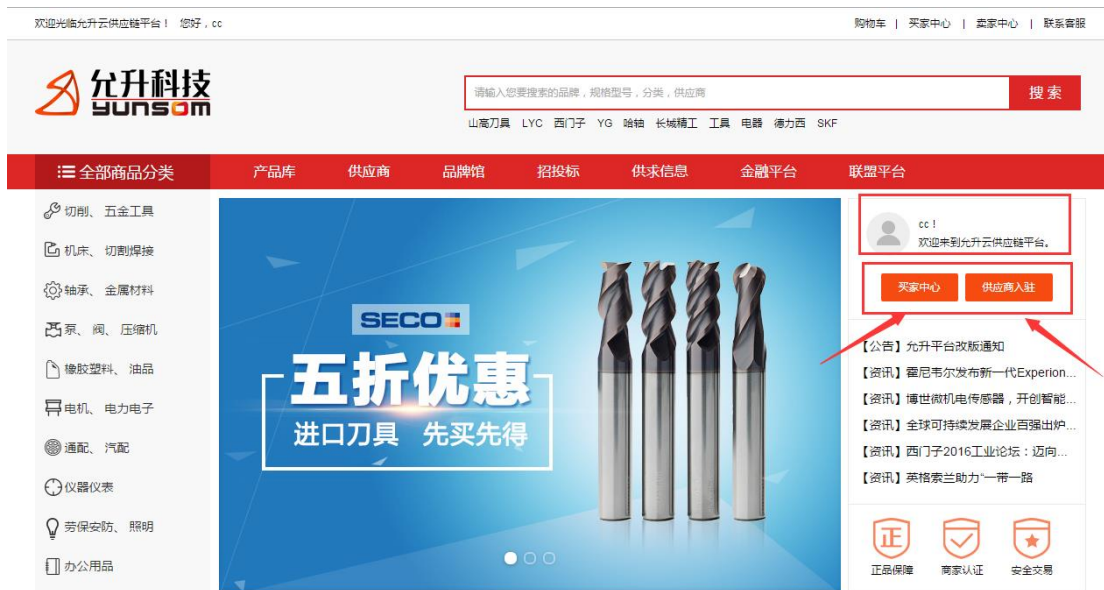 欢迎光临允升云供应链平台！ 您好，cc
购物车 | 买家中心 | 卖家中心 | 联系客服
允升科技
yunsom
请输入您要搜索的品牌，规格型号，分类，供应商
搜索
山高刀具 LYC 西门子 YG 哈轴 长城精工 工具 电器 德力西 SKF
全部商品分类 产品库 供应商 品牌馆 招投标 供求信息 金融平台 联盟平台
切削、 五金工具
机床、 切割焊接
轴承、 金属材料
泵、 阀、 压缩机
橡胶塑料、 油品
电机、 电力电子
通配、 汽配
仪器仪表
劳保安防、 照明
办公用品
SECO
五折优惠
进口刀具 先买先得
cc！
欢迎来到允升云供应链平台。
买家中心 供应商入驻
【公告】允升平台改版通知
【资讯】霍尼韦尔发布新一代Experion...
【资讯】博世微机电传感器，开创智能...
【资讯】全球可持续发展企业百强出炉...
【资讯】西门子2016工业论坛：迈向...
【资讯】英格索兰助力“一带一路
正
正品保障 商家认证 安全交易